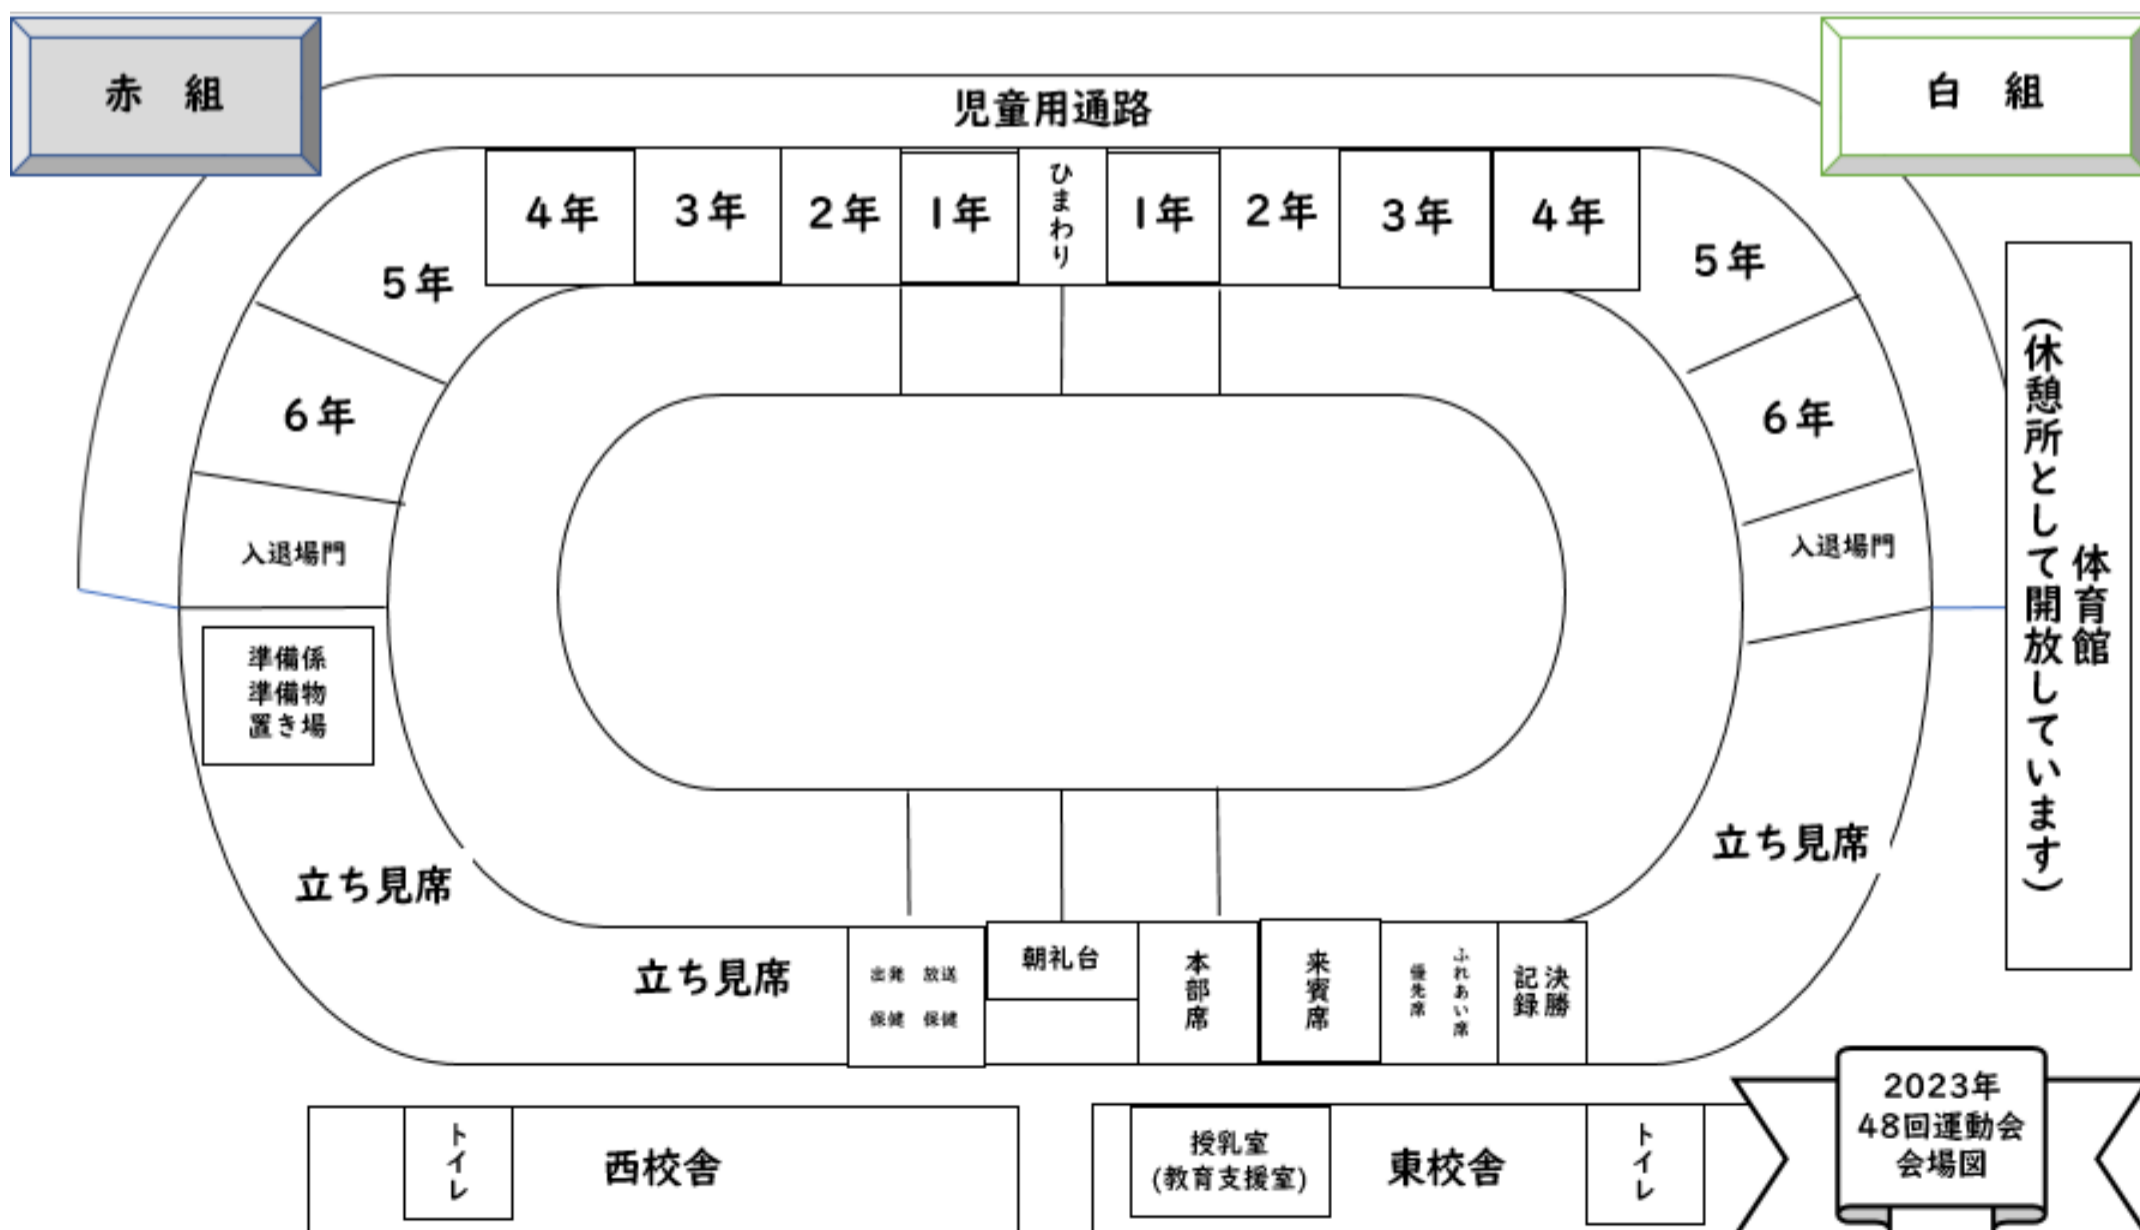 赤 組
白 組
児童用通路
4年
3年
2年
1年
ひまわり
1年
2年
3年
4年
5年
5年
6年
6年
入退場門
入退場門
体育館
(休憩所として開放しています)
準備係
準備物
置き場
立ち見席
立ち見席
立ち見席
出発 放送
保健 保健
朝礼台
本部席
来賓席
ふれあい席
優先席
決勝
記録
トイレ
西校舎
授乳室
(教育支援室)
東校舎
トイレ
2023年
48回運動会
会場図